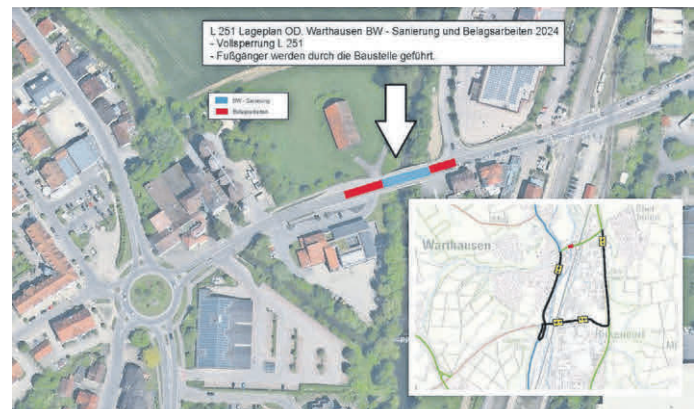 L 251 Lageplan OD. Warthausen BW - Sanierung und Belagsarbeiten 2024
- Vollsperrung L 251
- Fußgänger werden durch die Baustelle geführt.
BW - Sanierung
Belagsarbeiten
Warthausen